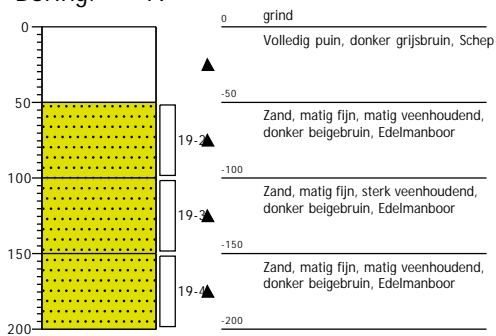 0
grind
0
Volledig puin, donker grijsbruin, Schep
50
-50
Zand, matig fijn, matig veenhoudend,
donker beigebruin, Edelmanboor
19-2
100
-100
Zand, matig fijn, sterk veenhoudend,
donker beigebruin, Edelmanboor
19-3
150
-150
Zand, matig fijn, matig veenhoudend,
donker beigebruin, Edelmanboor
19-4
200
-200